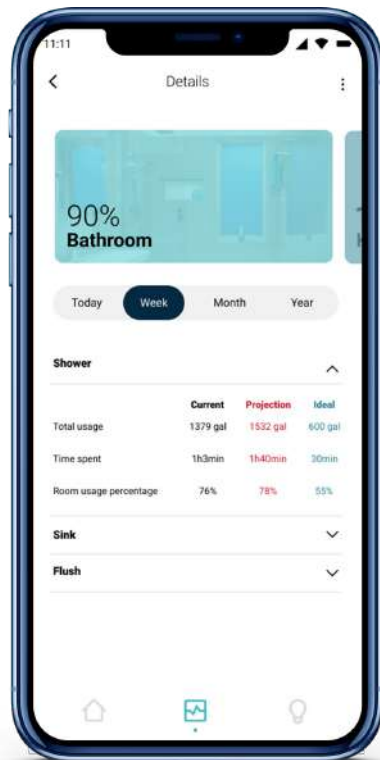 11:11
Details
90%
Bathroom
Today Week Month Year
Shower
Current Projection Ideal
Total usage 1379 gal 1532 gal 600 gal
Time spent 1h3min 1h40min 30min
Room usage percentage 76% 78% 55%
Sink
Flush